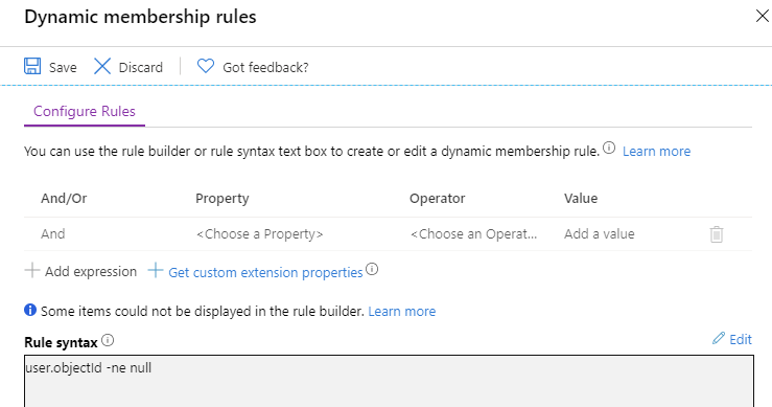 Dynamic membership rules
Save Discard Got feedback?
Configure Rules
You can use the rule builder or rule syntax text box to create or edit a dynamic membership rule. Learn more
And/Or Property Operator Value
And <Choose a Property> <Choose an Operat... Add a value
Add expression Get custom extension properties
Some items could not be displayed in the rule builder. Learn more
Rule syntax Edit
user.objectId -ne null